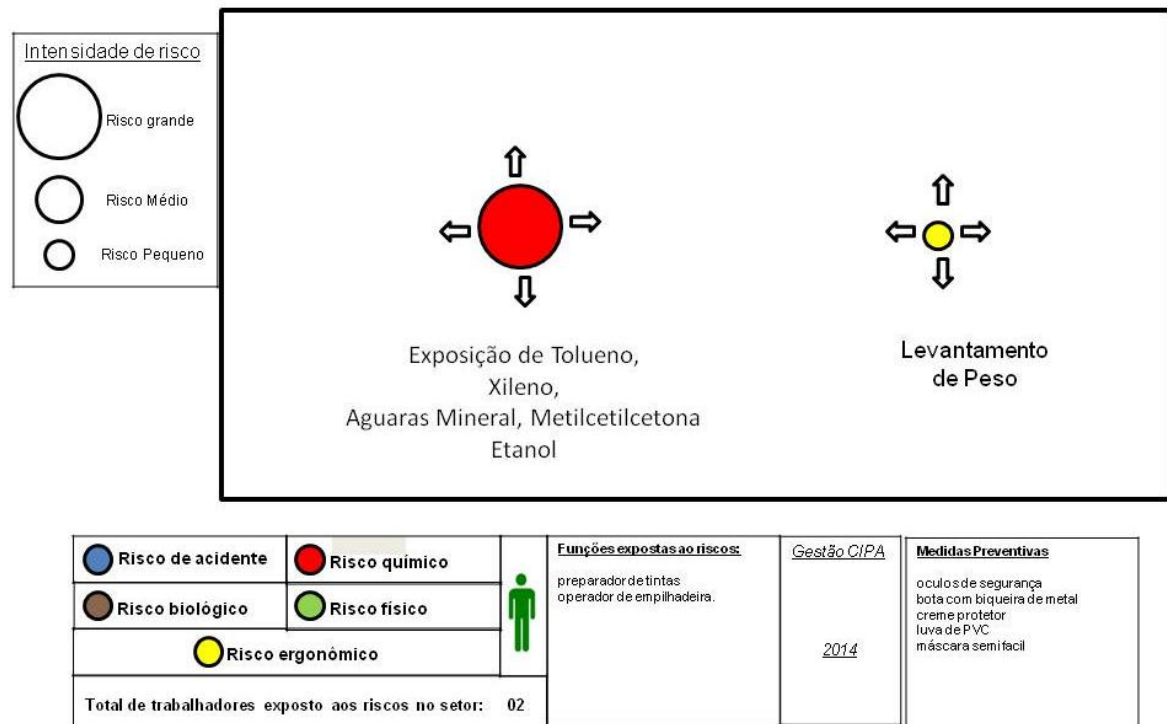 Intensidade de risco
Risco grande
Risco Médio
Risco Pequeno
Exposição de Tolueno,
Xileno,
Aguaras Mineral, Metilcetilcetona
Etanol
Levantamento
de Peso
Risco de acidente
Risco químico
Risco biológico
Risco físico
Risco ergonômico
Total de trabalhadores exposto aos riscos no setor: 02
Funções expostas ao riscos:
preparador de tintas
operador de empilhadeira.
Gestão CIPA
2014
Medidas Preventivas
oculos de segurança
bota com biqueira de metal
creme protetor
luva de PVC
máscara semifacil